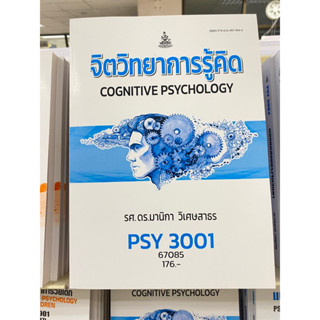 จิตวิทยาการรู้คิด
COGNITIVE PSYCHOLOGY
รศ.ดร.มานิกา วิเศษสาธร
PSY 3001
67085
176.-
COGNITIVE PSYCHOLOGY
PSYCHOLOGY